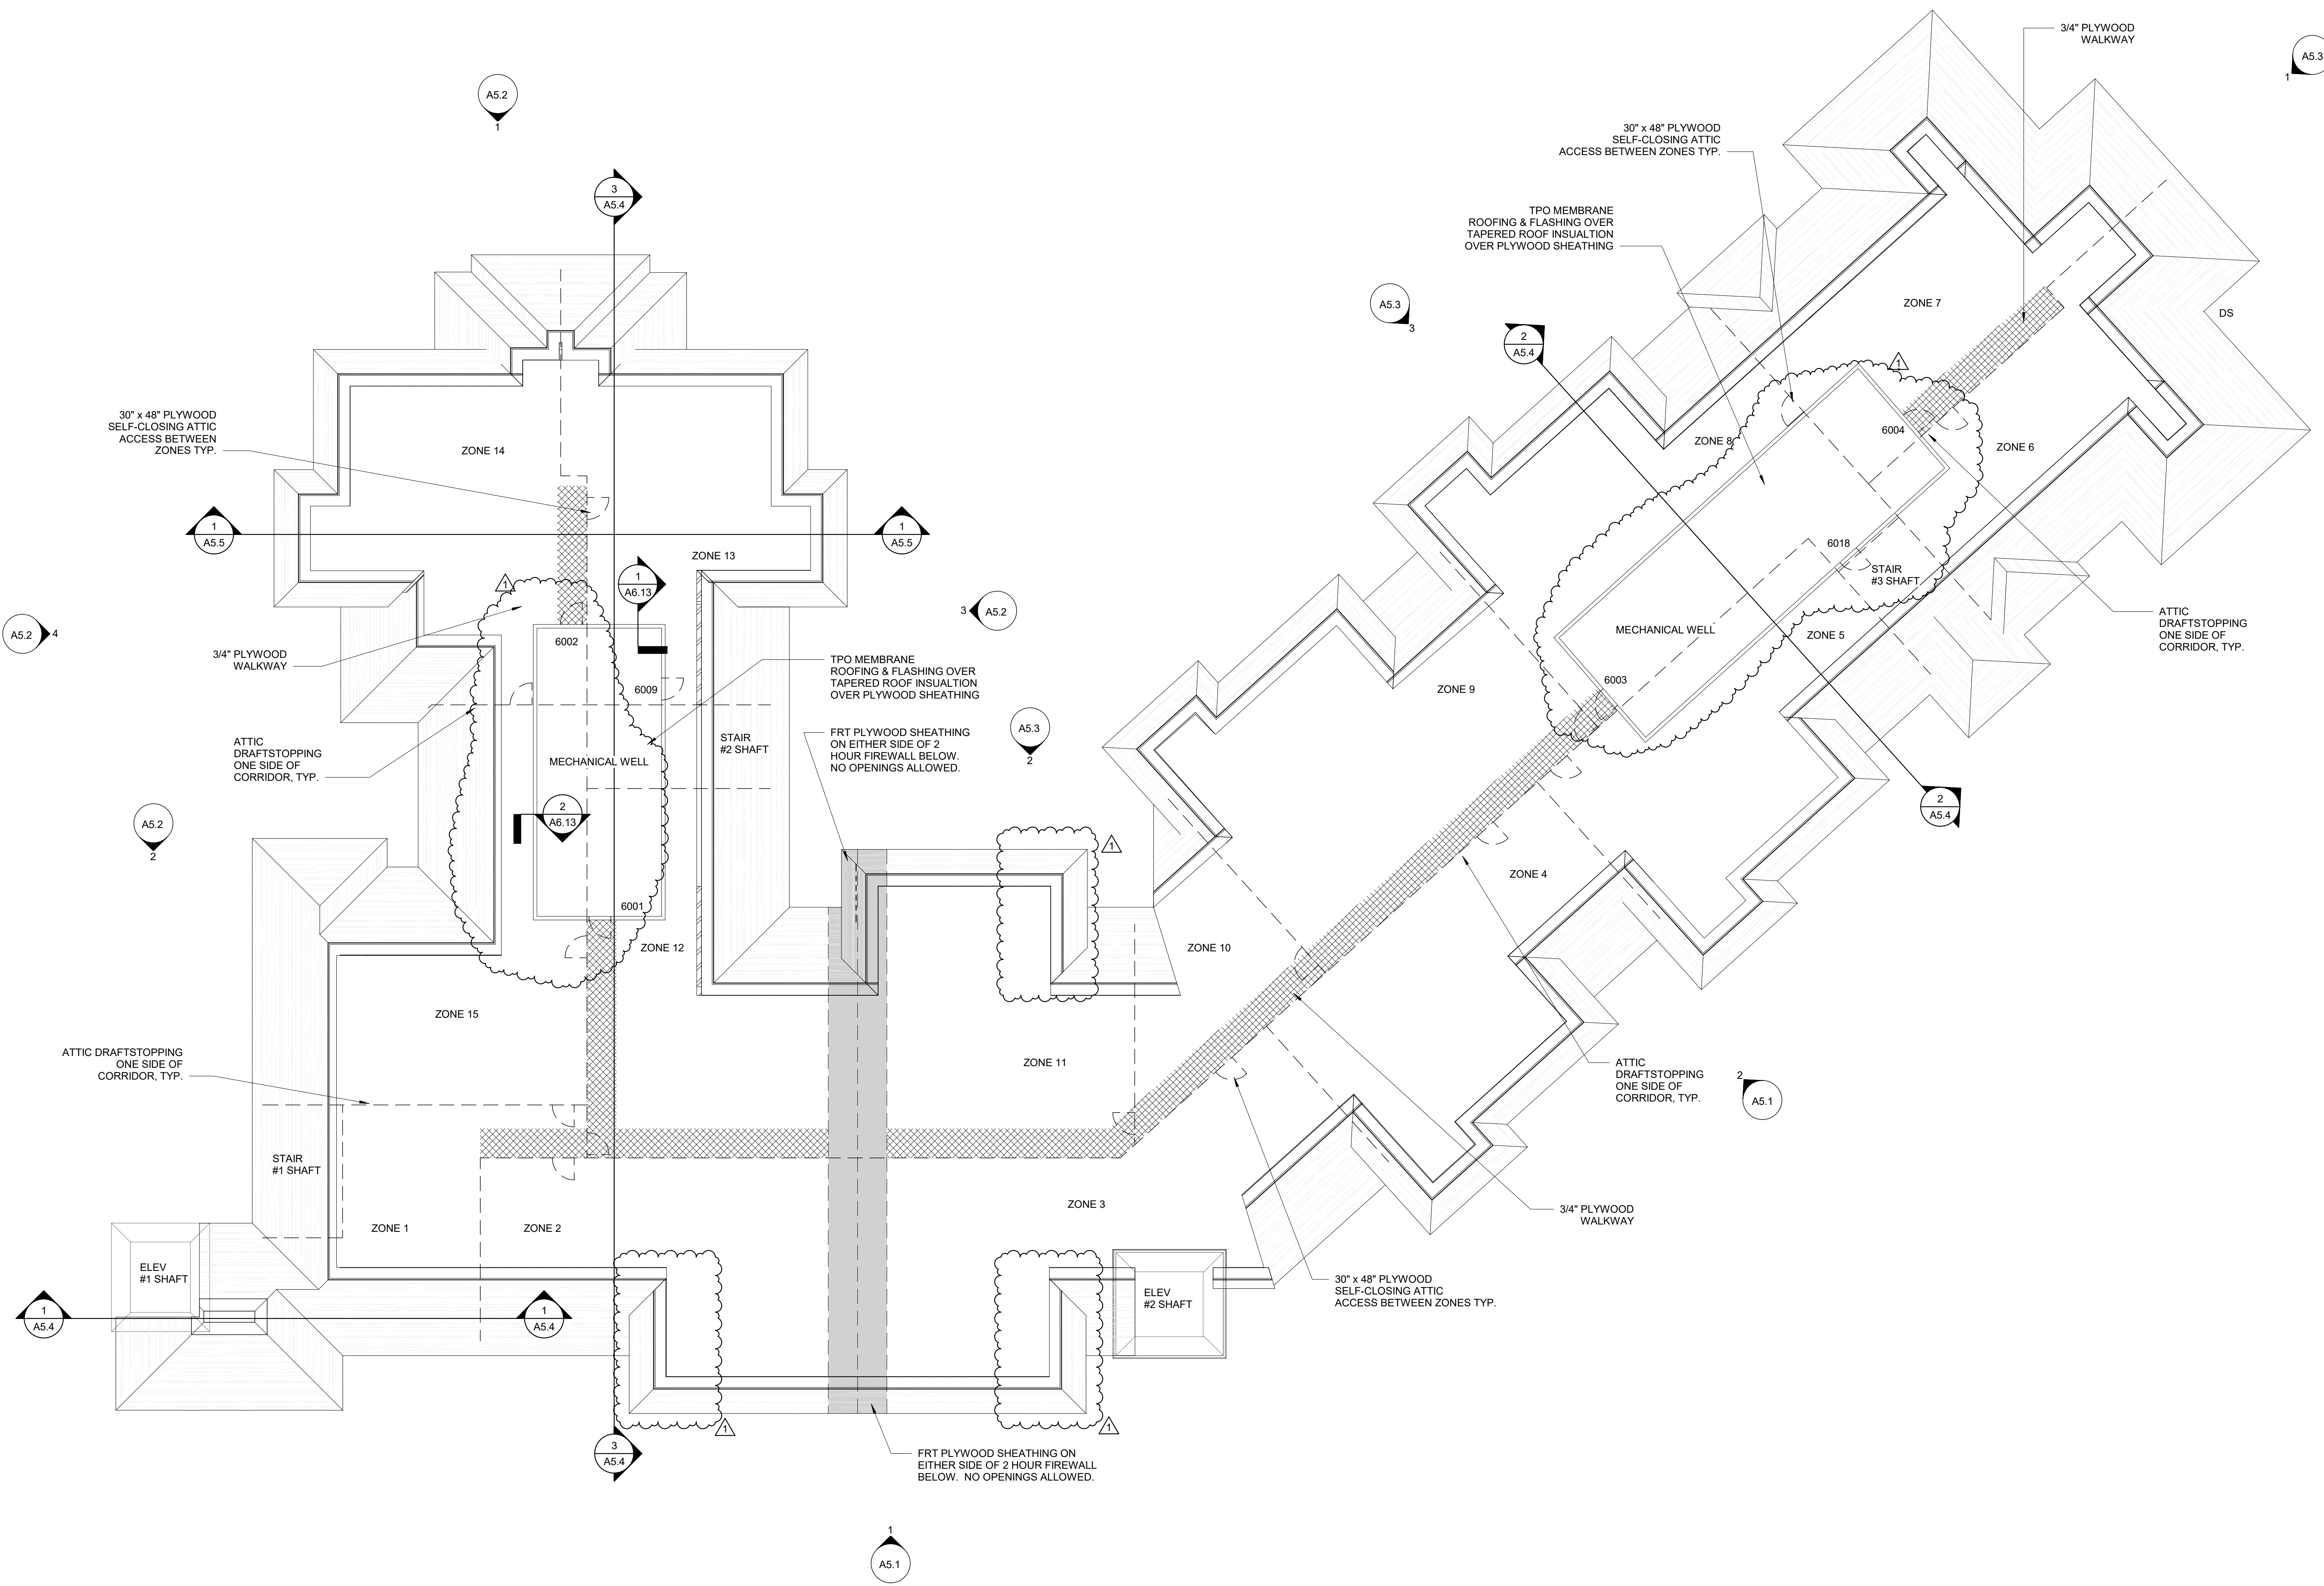 3/4" PLYWOOD
WALKWAY
A5.3
1
A5.2
1
30" x 48" PLYWOOD
SELF-CLOSING ATTIC
ACCESS BETWEEN ZONES TYP.
3
A5.4
TPO MEMBRANE
ROOFING & FLASHING OVER
TAPERED ROOF INSUALTION
OVER PLYWOOD SHEATHING
A5.3
3
ZONE 7
DS
2
A5.4
1
30" x 48" PLYWOOD
SELF-CLOSING ATTIC
ACCESS BETWEEN
ZONES TYP.
ZONE 14
ZONE 8
6004
ZONE 6
1
A5.5
1
A5.5
ZONE 13
6018
STAIR
#3 SHAFT
1
1
A6.13
3
A5.2
A5.2
4
6002
3/4" PLYWOOD
WALKWAY
MECHANICAL WELL
ZONE 5
ATTIC
DRAFTSTOPPING
ONE SIDE OF
CORRIDOR, TYP.
TPO MEMBRANE
ROOFING & FLASHING OVER
TAPERED ROOF INSUALTION
OVER PLYWOOD SHEATHING
6009
6003
ZONE 9
ATTIC
DRAFTSTOPPING
ONE SIDE OF
CORRIDOR, TYP.
STAIR
#2 SHAFT
FRT PLYWOOD SHEATHING
ON EITHER SIDE OF 2
HOUR FIREWALL BELOW.
NO OPENINGS ALLOWED.
A5.3
2
MECHANICAL WELL
2
A6.13
A5.2
2
2
A5.4
1
ZONE 4
6001
ZONE 12
ZONE 10
ZONE 15
ATTIC DRAFTSTOPPING
ONE SIDE OF
CORRIDOR, TYP.
ZONE 11
ATTIC
DRAFTSTOPPING
ONE SIDE OF
CORRIDOR, TYP.
2
A5.1
STAIR
#1 SHAFT
ZONE 1
ZONE 2
ZONE 3
3/4" PLYWOOD
WALKWAY
ELEV
#1 SHAFT
ELEV
#2 SHAFT
30" x 48" PLYWOOD
SELF-CLOSING ATTIC
ACCESS BETWEEN ZONES TYP.
1
A5.4
1
A5.4
1
1
3
A5.4
FRT PLYWOOD SHEATHING ON
EITHER SIDE OF 2 HOUR FIREWALL
BELOW.  NO OPENINGS ALLOWED.
1
A5.1